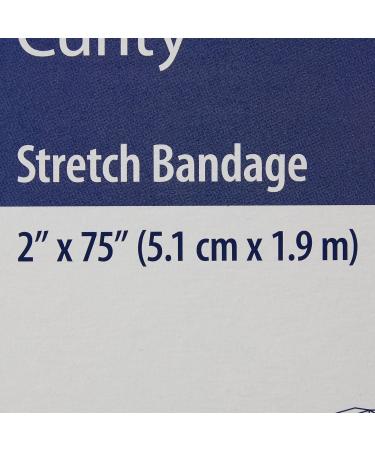 Curity
Stretch Bandage
2” x 75” (5.1 cm x 1.9 m)